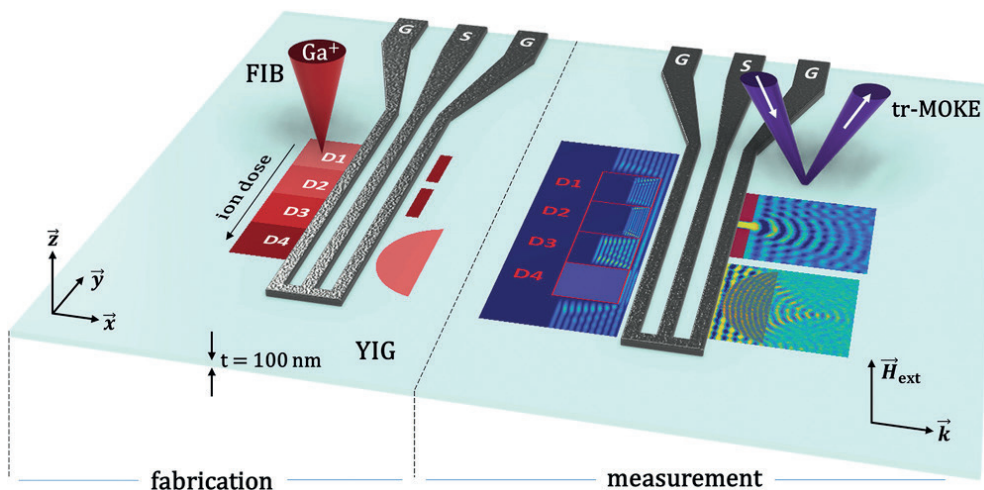 G
S
G
Ga⁺
FIB
D1
D2
D3
D4
ion dose
z⃗
y⃗
x⃗
t = 100 nm
YIG
fabrication
G
S
G
tr-MOKE
D1
D2
D3
D4
H⃗ext
k⃗
measurement